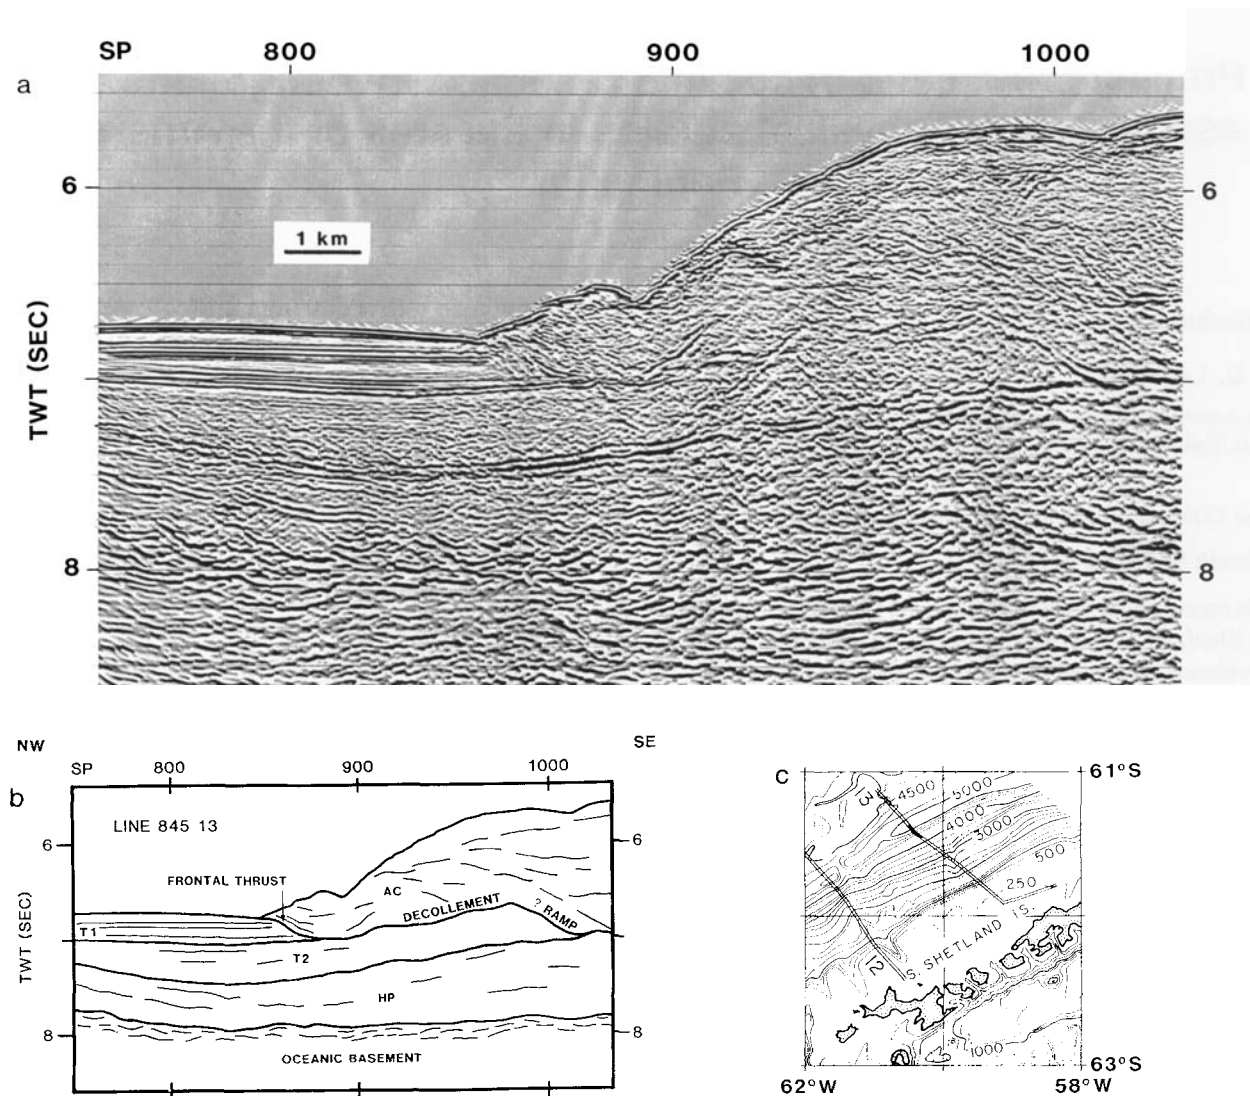 SP 800 900 1000
a
6 6
1 km
TWT (SEC)
8 8
NW SE
SP 800 900 1000
b
LINE 845 13
6 6
FRONTAL THRUST
AC
DECOLLEMENT
? RAMP
T1
T2
TWT (SEC)
HP
8 8
OCEANIC BASEMENT
c
61°S
13
4500
5000
4000
3000
500
250
S. SHETLAND IS.
12
1000
63°S
62°W 58°W